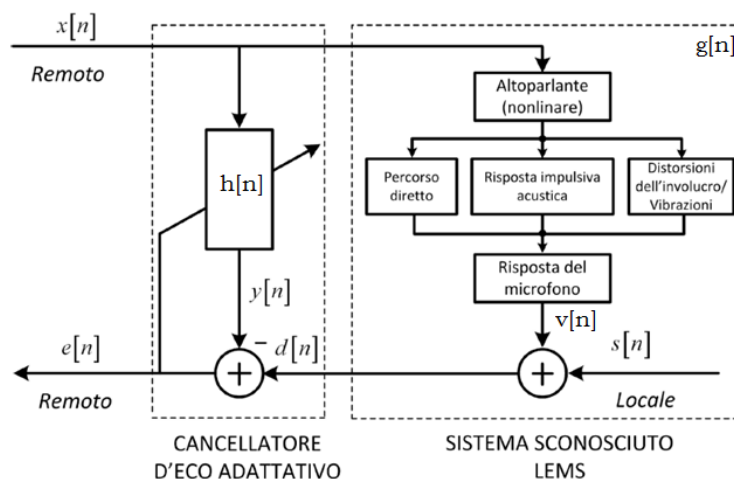 x[n]
g[n]
Remoto
Altoparlante
(nonlinare)
h[n]
Percorso
diretto
Risposta impulsiva
acustica
Distorsioni
dell'involucro/
Vibrazioni
Risposta del
microfono
y[n]
v[n]
e[n]
− d[n]
s[n]
+
+
Remoto
Locale
CANCELLATORE
D'ECO ADATTATIVO
SISTEMA SCONOSCIUTO
LEMS